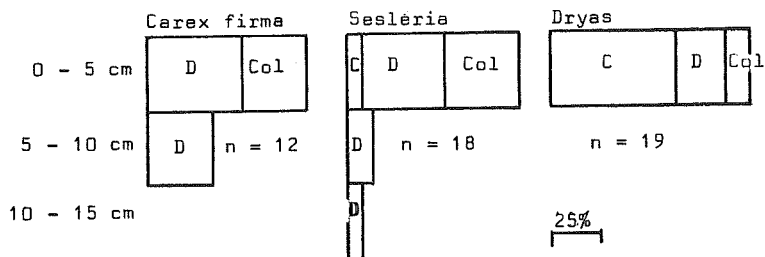 Carex firma Sesleria Dryas
0 - 5 cm D Col C D Col C D Col
5 - 10 cm D n = 12 D n = 18 n = 19
10 - 15 cm D
25%